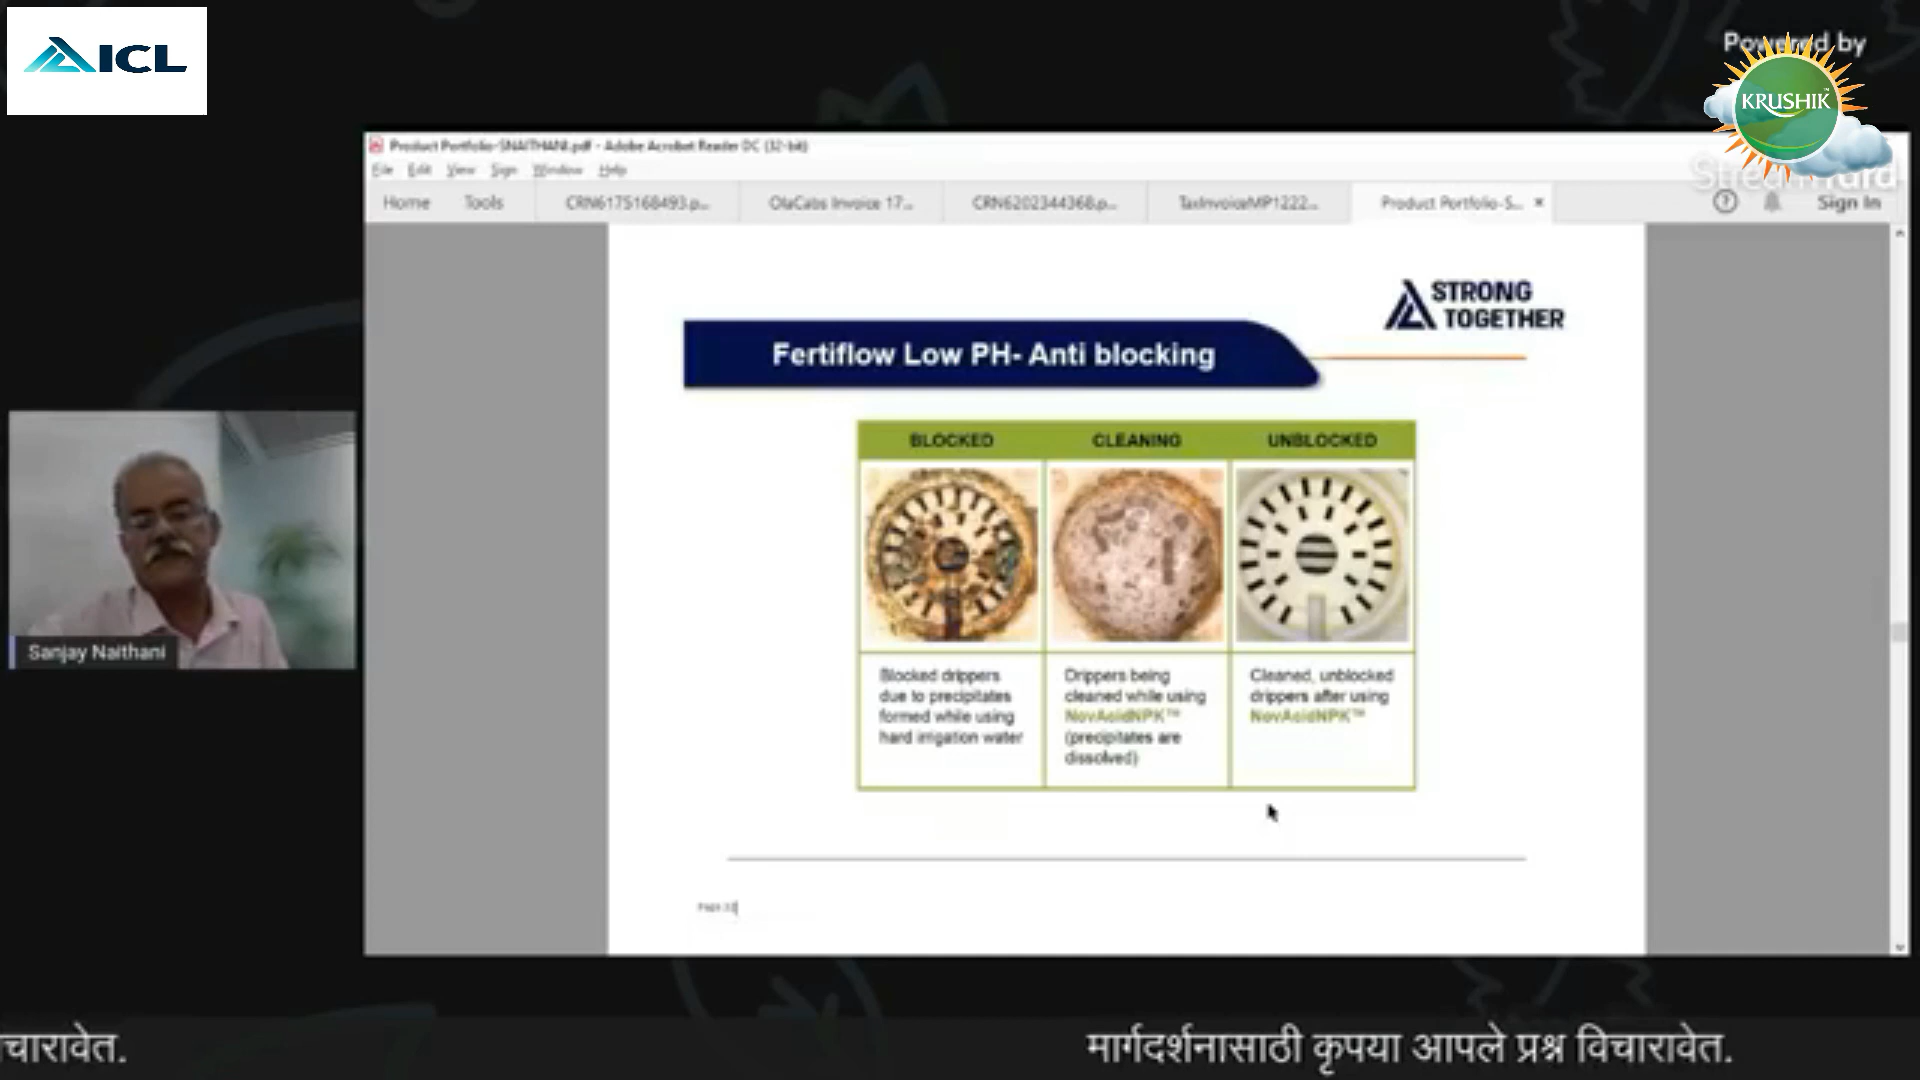 ICL
Powered by
KRUSHIK
Product Portfolio-SNAITHANI.pdf - Adobe Acrobat Reader DC (32-bit)
File Edit View Sign Window Help
Home Tools CRN6175168493.p... OlaCabs Invoice 17... CRN6202344368.p... TaxInvoiceMP1222... Product Portfolio-S... × Sign In
STRONG
TOGETHER
Fertiflow Low PH- Anti blocking
BLOCKED CLEANING UNBLOCKED
Blocked drippers
due to precipitates
formed while using
hard irrigation water
Drippers being
cleaned while using
NovAcidNPK™
(precipitates are
dissolved)
Cleaned, unblocked
drippers after using
NovAcidNPK™
Sanjay Naithani
चारावेत.
मार्गदर्शनासाठी कृपया आपले प्रश्न विचारावेत.